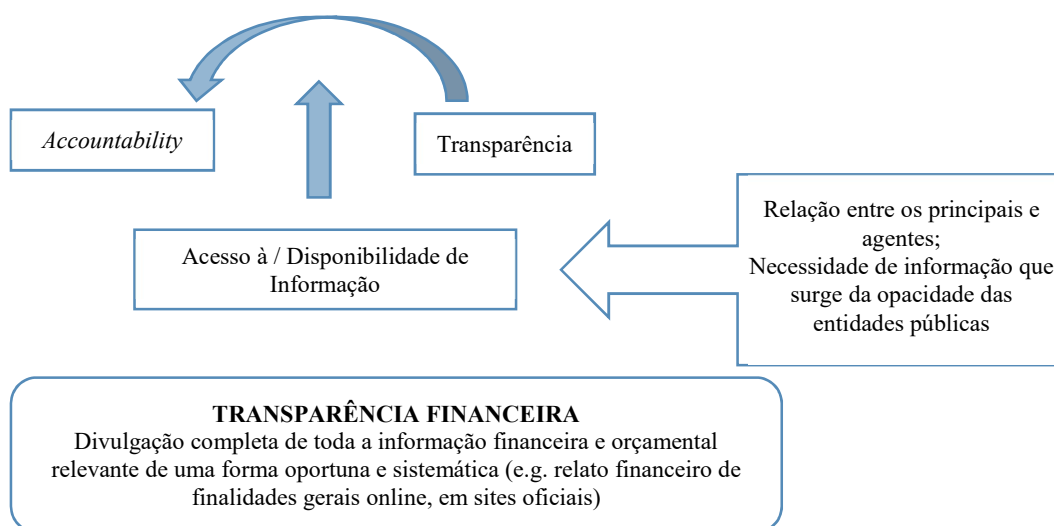 Accountability
Transparência
Acesso à / Disponibilidade de
Informação
Relação entre os principais e
agentes;
Necessidade de informação que
surge da opacidade das
entidades públicas
TRANSPARÊNCIA FINANCEIRA
Divulgação completa de toda a informação financeira e orçamental
relevante de uma forma oportuna e sistemática (e.g. relato financeiro de
finalidades gerais online, em sites oficiais)